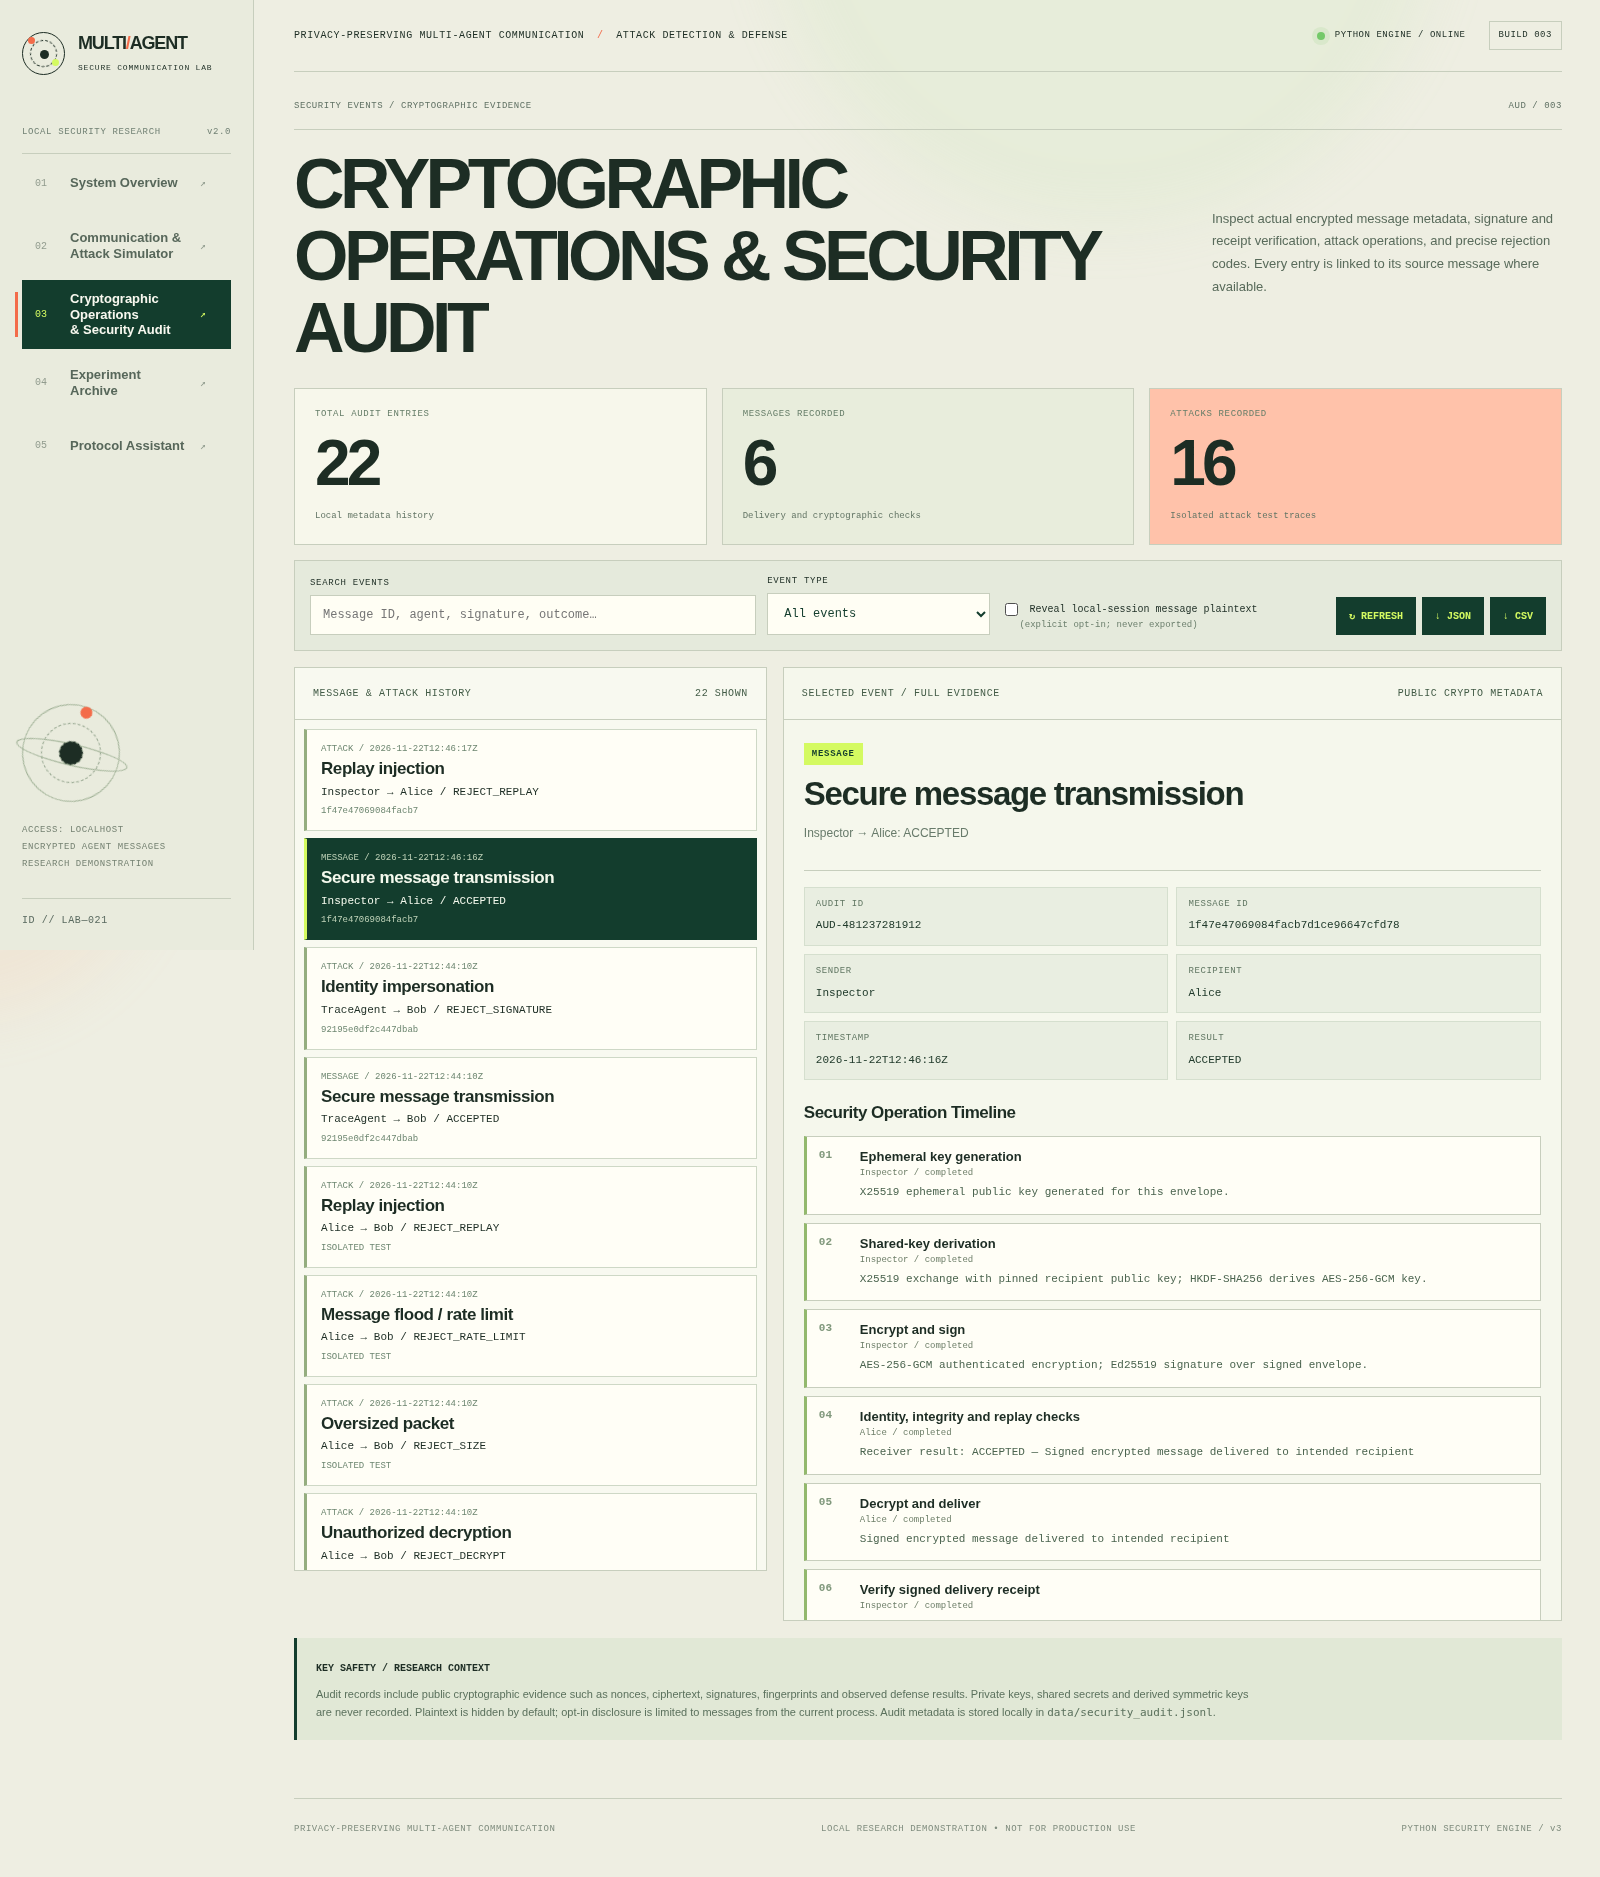 MULTI/AGENT
SECURE COMMUNICATION LAB
LOCAL SECURITY RESEARCH v2.0
01 System Overview ↗
02 Communication &
Attack Simulator ↗
03 Cryptographic
Operations
& Security Audit ↗
04 Experiment
Archive ↗
05 Protocol Assistant ↗
ACCESS: LOCALHOST
ENCRYPTED AGENT MESSAGES
RESEARCH DEMONSTRATION
ID // LAB—021
PRIVACY-PRESERVING MULTI-AGENT COMMUNICATION / ATTACK DETECTION & DEFENSE
PYTHON ENGINE / ONLINE
BUILD 003
SECURITY EVENTS / CRYPTOGRAPHIC EVIDENCE
AUD / 003
CRYPTOGRAPHIC
OPERATIONS & SECURITY
AUDIT
Inspect actual encrypted message metadata, signature and
receipt verification, attack operations, and precise rejection
codes. Every entry is linked to its source message where
available.
TOTAL AUDIT ENTRIES
22
Local metadata history
MESSAGES RECORDED
6
Delivery and cryptographic checks
ATTACKS RECORDED
16
Isolated attack test traces
SEARCH EVENTS
Message ID, agent, signature, outcome…
EVENT TYPE
All events
Reveal local-session message plaintext
(explicit opt-in; never exported)
↻ REFRESH
↓ JSON
↓ CSV
MESSAGE & ATTACK HISTORY 22 SHOWN
ATTACK / 2026-11-22T12:46:17Z
Replay injection
Inspector → Alice / REJECT_REPLAY
1f47e47069084facb7
MESSAGE / 2026-11-22T12:46:16Z
Secure message transmission
Inspector → Alice / ACCEPTED
1f47e47069084facb7
ATTACK / 2026-11-22T12:44:10Z
Identity impersonation
TraceAgent → Bob / REJECT_SIGNATURE
92195e0df2c447dbab
MESSAGE / 2026-11-22T12:44:10Z
Secure message transmission
TraceAgent → Bob / ACCEPTED
92195e0df2c447dbab
ATTACK / 2026-11-22T12:44:10Z
Replay injection
Alice → Bob / REJECT_REPLAY
ISOLATED TEST
ATTACK / 2026-11-22T12:44:10Z
Message flood / rate limit
Alice → Bob / REJECT_RATE_LIMIT
ISOLATED TEST
ATTACK / 2026-11-22T12:44:10Z
Oversized packet
Alice → Bob / REJECT_SIZE
ISOLATED TEST
ATTACK / 2026-11-22T12:44:10Z
Unauthorized decryption
Alice → Bob / REJECT_DECRYPT
SELECTED EVENT / FULL EVIDENCE PUBLIC CRYPTO METADATA
MESSAGE
Secure message transmission
Inspector → Alice: ACCEPTED
AUDIT ID
AUD-481237281912
MESSAGE ID
1f47e47069084facb7d1ce96647cfd78
SENDER
Inspector
RECIPIENT
Alice
TIMESTAMP
2026-11-22T12:46:16Z
RESULT
ACCEPTED
Security Operation Timeline
01 Ephemeral key generation
Inspector / completed
X25519 ephemeral public key generated for this envelope.
02 Shared-key derivation
Inspector / completed
X25519 exchange with pinned recipient public key; HKDF-SHA256 derives AES-256-GCM key.
03 Encrypt and sign
Inspector / completed
AES-256-GCM authenticated encryption; Ed25519 signature over signed envelope.
04 Identity, integrity and replay checks
Alice / completed
Receiver result: ACCEPTED — Signed encrypted message delivered to intended recipient
05 Decrypt and deliver
Alice / completed
Signed encrypted message delivered to intended recipient
06 Verify signed delivery receipt
Inspector / completed
KEY SAFETY / RESEARCH CONTEXT
Audit records include public cryptographic evidence such as nonces, ciphertext, signatures, fingerprints and observed defense results. Private keys, shared secrets and derived symmetric keys
are never recorded. Plaintext is hidden by default; opt-in disclosure is limited to messages from the current process. Audit metadata is stored locally in data/security_audit.jsonl.
PRIVACY-PRESERVING MULTI-AGENT COMMUNICATION
LOCAL RESEARCH DEMONSTRATION • NOT FOR PRODUCTION USE
PYTHON SECURITY ENGINE / v3